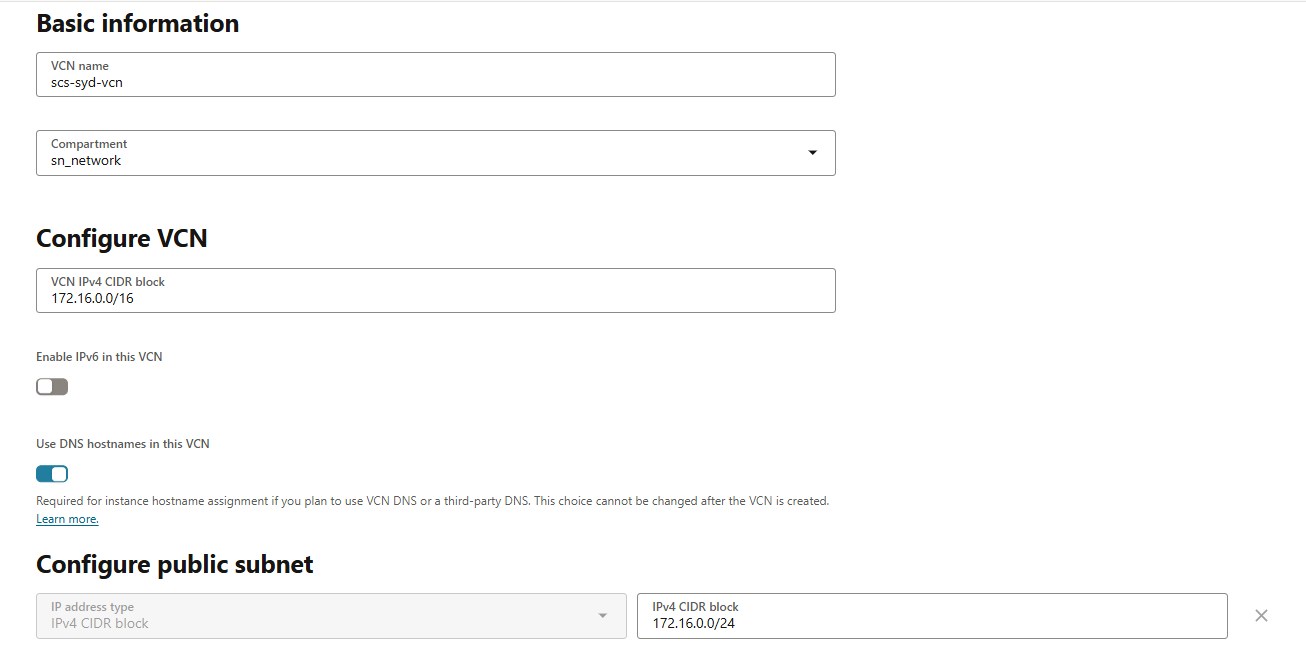 Basic information
VCN name
scs-syd-vcn
Compartment
sn_network
Configure VCN
VCN IPv4 CIDR block
172.16.0.0/16
Enable IPv6 in this VCN
Use DNS hostnames in this VCN
Required for instance hostname assignment if you plan to use VCN DNS or a third-party DNS. This choice cannot be changed after the VCN is created.
Learn more.
Configure public subnet
IP address type
IPv4 CIDR block
IPv4 CIDR block
172.16.0.0/24